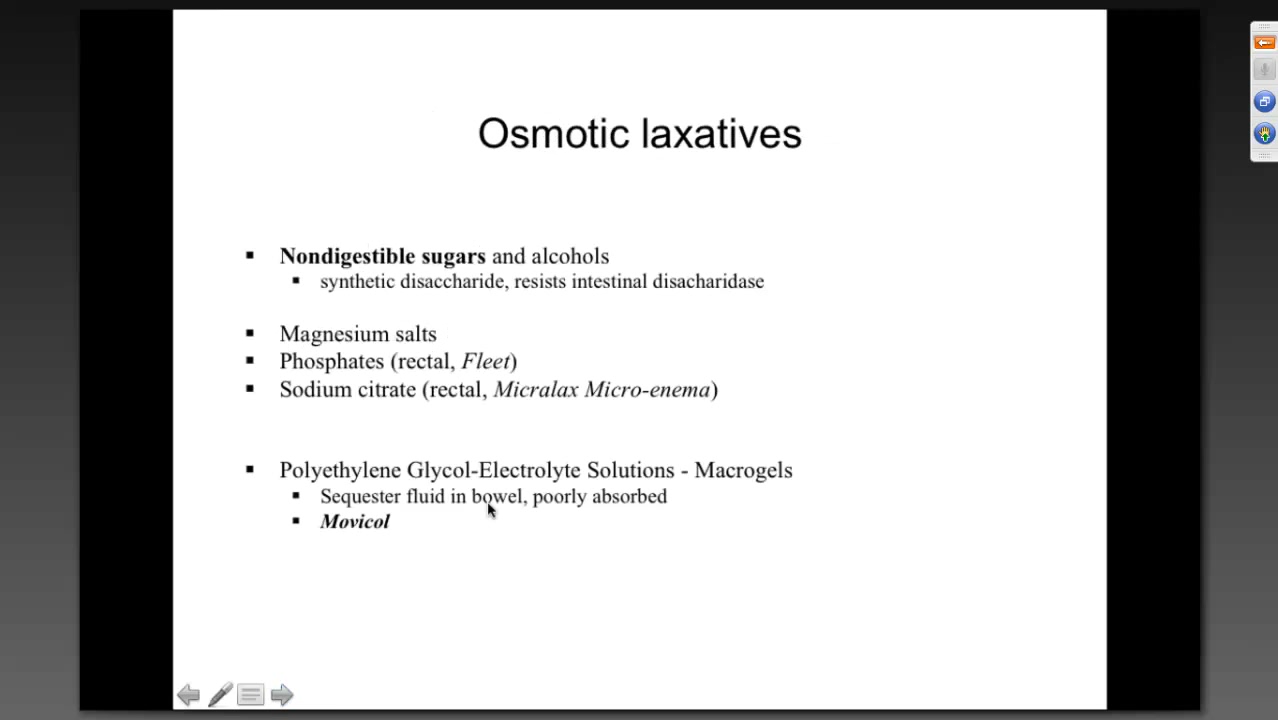 Osmotic laxatives
▪ Nondigestible sugars and alcohols
▪ synthetic disaccharide, resists intestinal disacharidase
▪ Magnesium salts
▪ Phosphates (rectal, Fleet)
▪ Sodium citrate (rectal, Micralax Micro-enema)
▪ Polyethylene Glycol-Electrolyte Solutions - Macrogels
▪ Sequester fluid in bowel, poorly absorbed
▪ Movicol